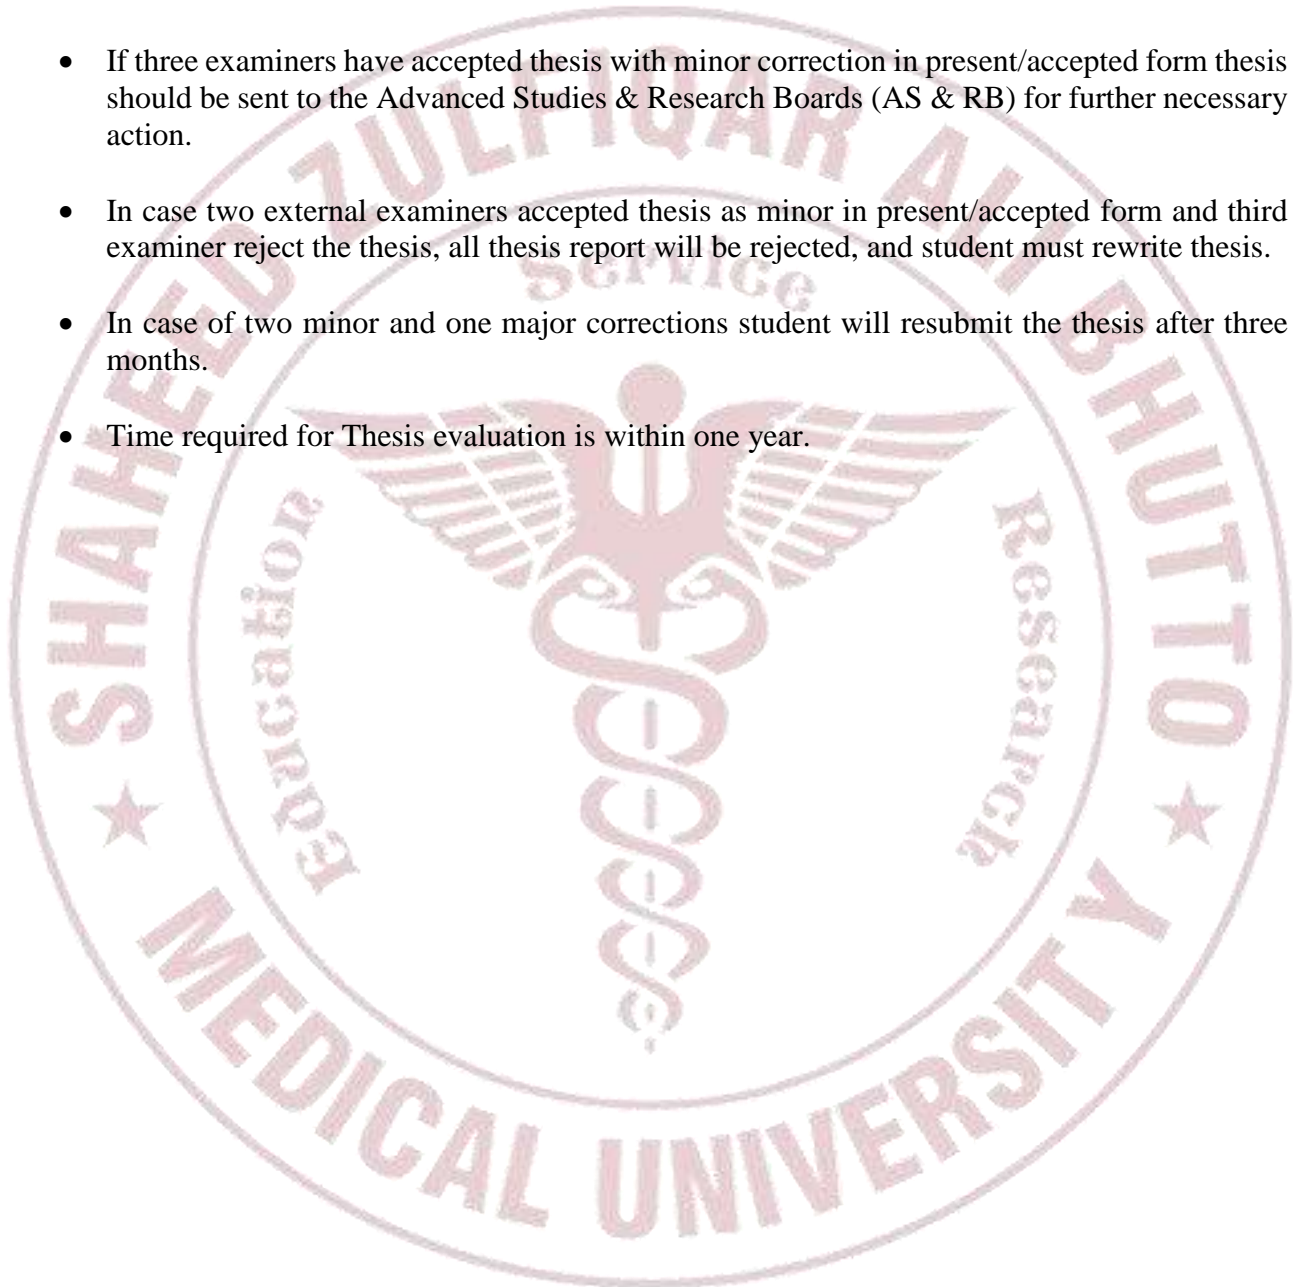 • If three examiners have accepted thesis with minor correction in present/accepted form thesis
should be sent to the Advanced Studies & Research Boards (AS & RB) for further necessary
action.
• In case two external examiners accepted thesis as minor in present/accepted form and third
examiner reject the thesis, all thesis report will be rejected, and student must rewrite thesis.
• In case of two minor and one major corrections student will resubmit the thesis after three
months.
• Time required for Thesis evaluation is within one year.
SHAHEED ZULFIQAR ALI BHUTTO
MEDICAL UNIVERSITY
Service
Education
Research